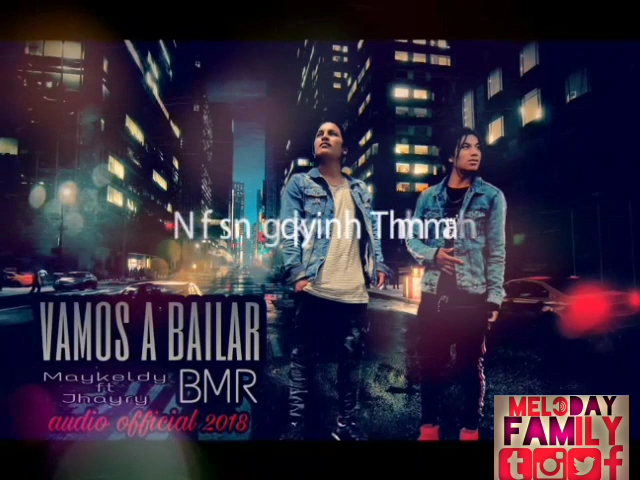 VAMOS A BAILAR
Maykeldy
ft
Jhayry
BMR
audio official 2018
MELODAY
FAMILY